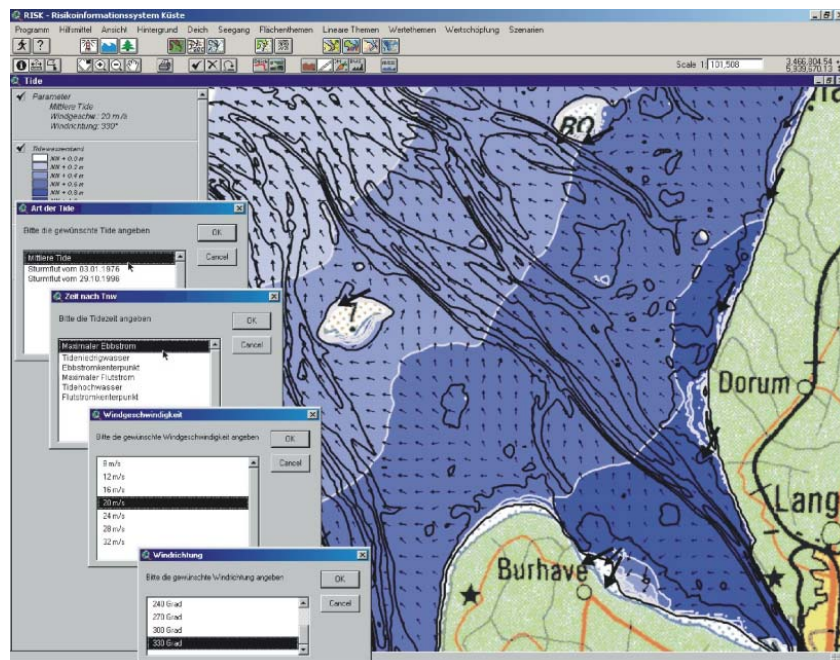 RISK - Risikoinformationssystem Küste
Programm Hilfsmittel Ansicht Hintergrund Deich Seegang Flächenthemen Lineare Themen Wertethemen Wertschöpfung Szenarien
Scale 1: 101,508
Tide
Parameter
Mittlere Tide
Windgeschw.: 20 m/s
Windrichtung: 330°
Tidewasserstand
NN + 0,0 m
NN + 0,2 m
NN + 0,4 m
NN + 0,6 m
NN + 0,8 m
Art der Tide
Bitte die gewünschte Tide angeben
OK
Cancel
Mittlere Tide
Sturmflut vom 03.01.1976
Sturmflut vom 29.10.1996
Zeit nach Tnw
Bitte die Tidezeit angeben
OK
Cancel
Maximaler Ebbstrom
Tideniedrigwasser
Ebbstromkenterpunkt
Maximaler Flutstrom
Tidehochwasser
Flutstromkenterpunkt
Windgeschwindigkeit
Bitte die gewünschte Windgeschwindigkeit angeben
OK
Cancel
8 m/s
12 m/s
16 m/s
20 m/s
24 m/s
28 m/s
32 m/s
Windrichtung
Bitte die gewünschte Windrichtung angeben
OK
Cancel
240 Grad
270 Grad
300 Grad
330 Grad
Dorum
Lang
Burhave